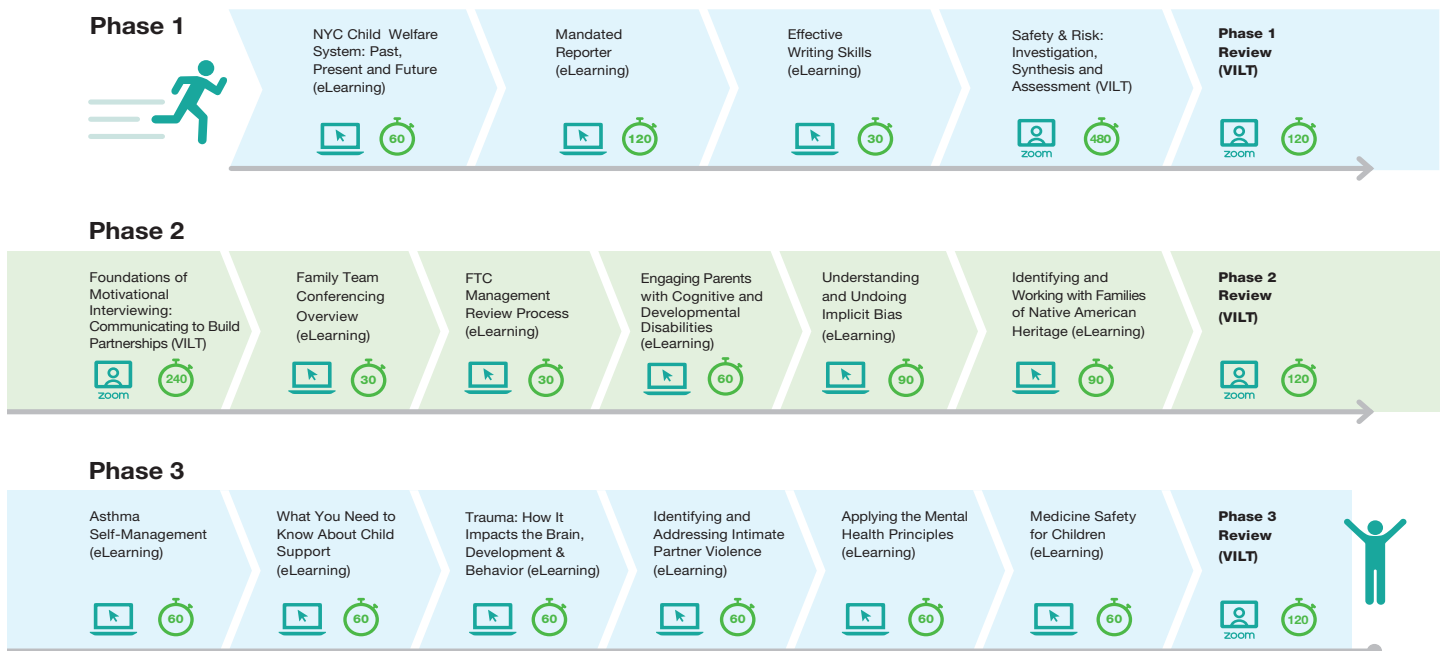 Phase 1
NYC Child Welfare
System: Past,
Present and Future
(eLearning)
60
Mandated
Reporter
(eLearning)
120
Effective
Writing Skills
(eLearning)
30
Safety & Risk:
Investigation,
Synthesis and
Assessment (VILT)
zoom
480
Phase 1
Review
(VILT)
zoom
120
Phase 2
Foundations of
Motivational
Interviewing:
Communicating to Build
Partnerships (VILT)
zoom
240
Family Team
Conferencing
Overview
(eLearning)
30
FTC
Management
Review Process
(eLearning)
30
Engaging Parents
with Cognitive and
Developmental
Disabilities
(eLearning)
60
Understanding
and Undoing
Implicit Bias
(eLearning)
90
Identifying and
Working with Families
of Native American
Heritage (eLearning)
90
Phase 2
Review
(VILT)
zoom
120
Phase 3
Asthma
Self-Management
(eLearning)
60
What You Need to
Know About Child
Support
(eLearning)
60
Trauma: How It
Impacts the Brain,
Development &
Behavior (eLearning)
60
Identifying and
Addressing Intimate
Partner Violence
(eLearning)
60
Applying the Mental
Health Principles
(eLearning)
60
Medicine Safety
for Children
(eLearning)
60
Phase 3
Review
(VILT)
zoom
120